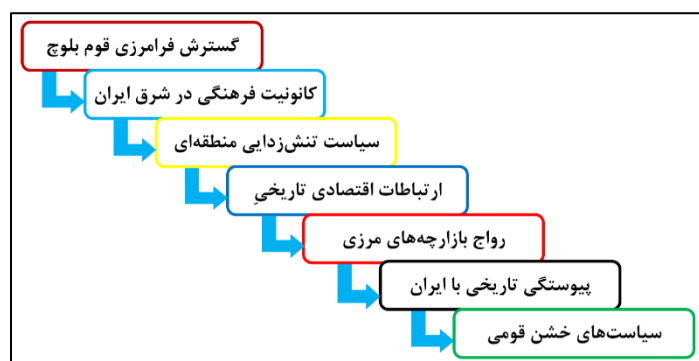 گسترش فرامرزی قوم بلوچ
کانونیت فرهنگی در شرق ایران
سیاست تنش‌زدایی منطقه‌ای
ارتباطات اقتصادی تاریخیِ
رواج بازارچه‌های مرزی
پیوستگی تاریخی با ایران
سیاست‌های خشن قومی